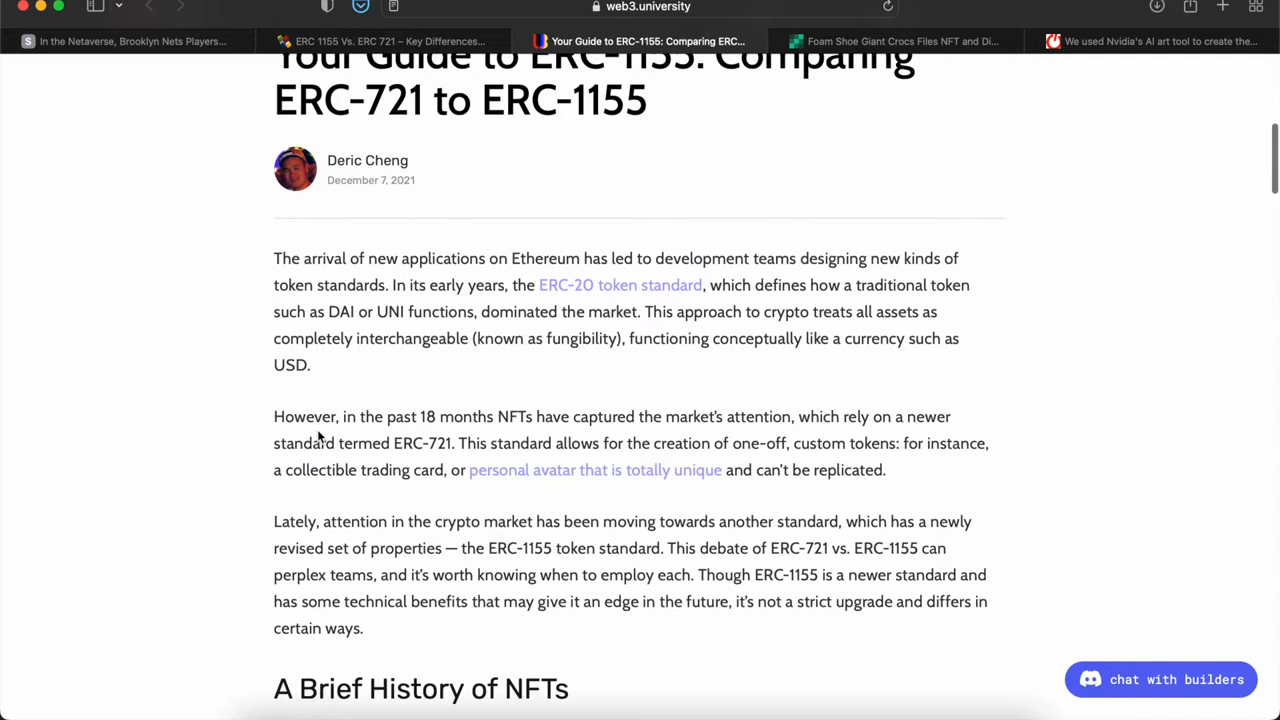 web3.university
In the Netaverse, Brooklyn Nets Players...
ERC 1155 Vs. ERC 721 – Key Differences...
Your Guide to ERC-1155: Comparing ERC...
Foam Shoe Giant Crocs Files NFT and Di...
We used Nvidia's AI art tool to create the...
Your Guide to ERC-1155: Comparing
ERC-721 to ERC-1155
Deric Cheng
December 7, 2021
The arrival of new applications on Ethereum has led to development teams designing new kinds of
token standards. In its early years, the ERC-20 token standard, which defines how a traditional token
such as DAI or UNI functions, dominated the market. This approach to crypto treats all assets as
completely interchangeable (known as fungibility), functioning conceptually like a currency such as
USD.
However, in the past 18 months NFTs have captured the market's attention, which rely on a newer
standard termed ERC-721. This standard allows for the creation of one-off, custom tokens: for instance,
a collectible trading card, or personal avatar that is totally unique and can't be replicated.
Lately, attention in the crypto market has been moving towards another standard, which has a newly
revised set of properties — the ERC-1155 token standard. This debate of ERC-721 vs. ERC-1155 can
perplex teams, and it's worth knowing when to employ each. Though ERC-1155 is a newer standard and
has some technical benefits that may give it an edge in the future, it's not a strict upgrade and differs in
certain ways.
A Brief History of NFTs
chat with builders